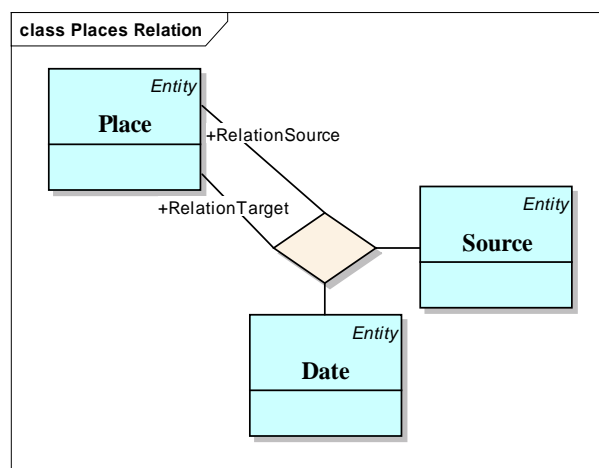 class Places Relation
Entity
Place
+RelationSource
+RelationTarget
Entity
Source
Entity
Date